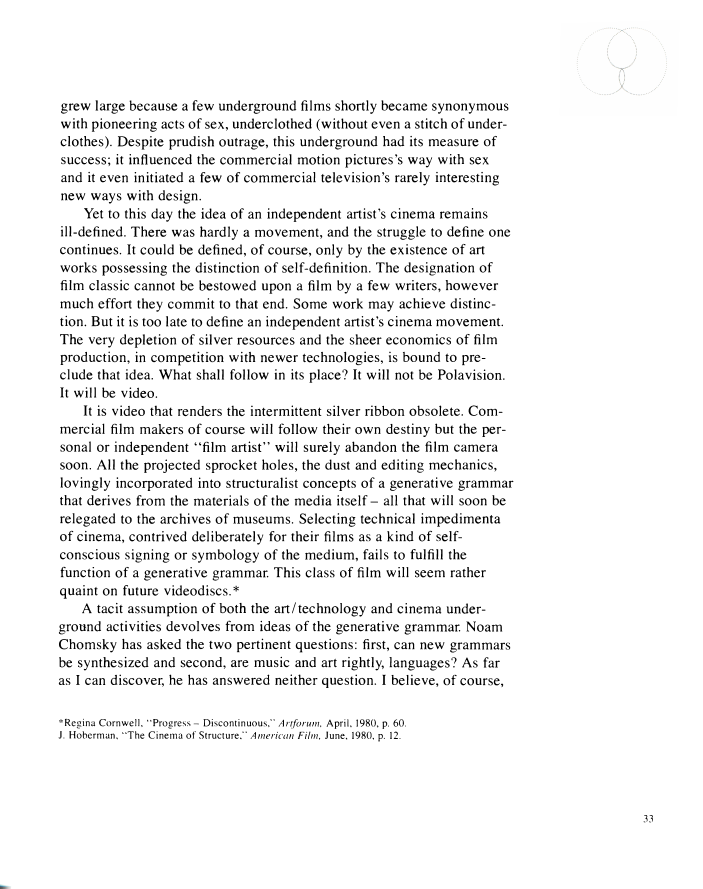 grew large because a few underground films shortly became synonymous
with pioneering acts of sex, underclothed (without even a stitch of under-
clothes). Despite prudish outrage, this underground had its measure of
success; it influenced the commercial motion pictures's way with sex
and it even initiated a few of commercial television's rarely interesting
new ways with design.
Yet to this day the idea of an independent artist's cinema remains
ill-defined. There was hardly a movement, and the struggle to define one
continues. It could be defined, of course, only by the existence of art
works possessing the distinction of self-definition. The designation of
film classic cannot be bestowed upon a film by a few writers, however
much effort they commit to that end. Some work may achieve distinc-
tion. But it is too late to define an independent artist's cinema movement.
The very depletion of silver resources and the sheer economics of film
production, in competition with newer technologies, is bound to pre-
clude that idea. What shall follow in its place? It will not be Polavision.
It will be video.
It is video that renders the intermittent silver ribbon obsolete. Com-
mercial film makers of course will follow their own destiny but the per-
sonal or independent "film artist" will surely abandon the film camera
soon. All the projected sprocket holes, the dust and editing mechanics,
lovingly incorporated into structuralist concepts of a generative grammar
that derives from the materials of the media itself – all that will soon be
relegated to the archives of museums. Selecting technical impedimenta
of cinema, contrived deliberately for their films as a kind of self-
conscious signing or symbology of the medium, fails to fulfill the
function of a generative grammar. This class of film will seem rather
quaint on future videodiscs.*
A tacit assumption of both the art/technology and cinema under-
ground activities devolves from ideas of the generative grammar. Noam
Chomsky has asked the two pertinent questions: first, can new grammars
be synthesized and second, are music and art rightly, languages? As far
as I can discover, he has answered neither question. I believe, of course,
*Regina Cornwell, "Progress – Discontinuous," Artforum, April, 1980, p. 60.
J. Hoberman, "The Cinema of Structure," American Film, June, 1980, p. 12.
33